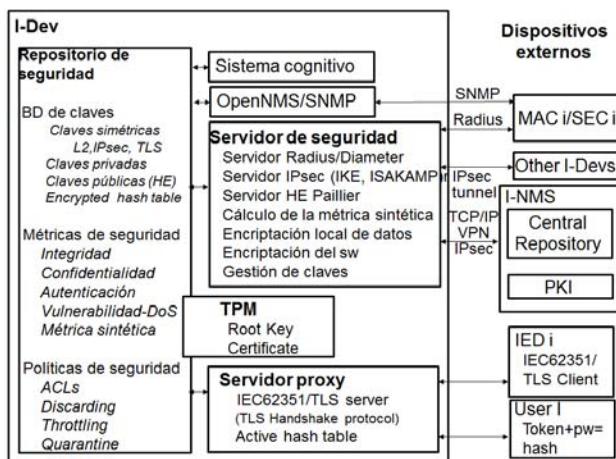 I-Dev
Repositorio de
seguridad
BD de claves
Claves simétricas
L2,IPsec, TLS
Claves privadas
Claves públicas (HE)
Encrypted hash table
Métricas de seguridad
Integridad
Confidentialidad
Autenticación
Vulnerabilidad-DoS
Métrica sintética
Políticas de seguridad
ACLs
Discarding
Throttling
Quarantine
Sistema cognitivo
OpenNMS/SNMP
Servidor de seguridad
Servidor Radius/Diameter
Servidor IPsec (IKE, ISAKAMP)
Servidor HE Paillier
Cálculo de la métrica sintética
Encriptación local de datos
Encriptación del sw
Gestión de claves
TPM
Root Key
Certificate
Servidor proxy
IEC62351/TLS server
(TLS Handshake protocol)
Active hash table
SNMP
Radius
IPsec
tunnel
TCP/IP
VPN
IPsec
Dispositivos
externos
MAC i/SEC i
Other I-Devs
I-NMS
Central
Repository
PKI
IED i
IEC62351/
TLS Client
User I
Token+pw=
hash